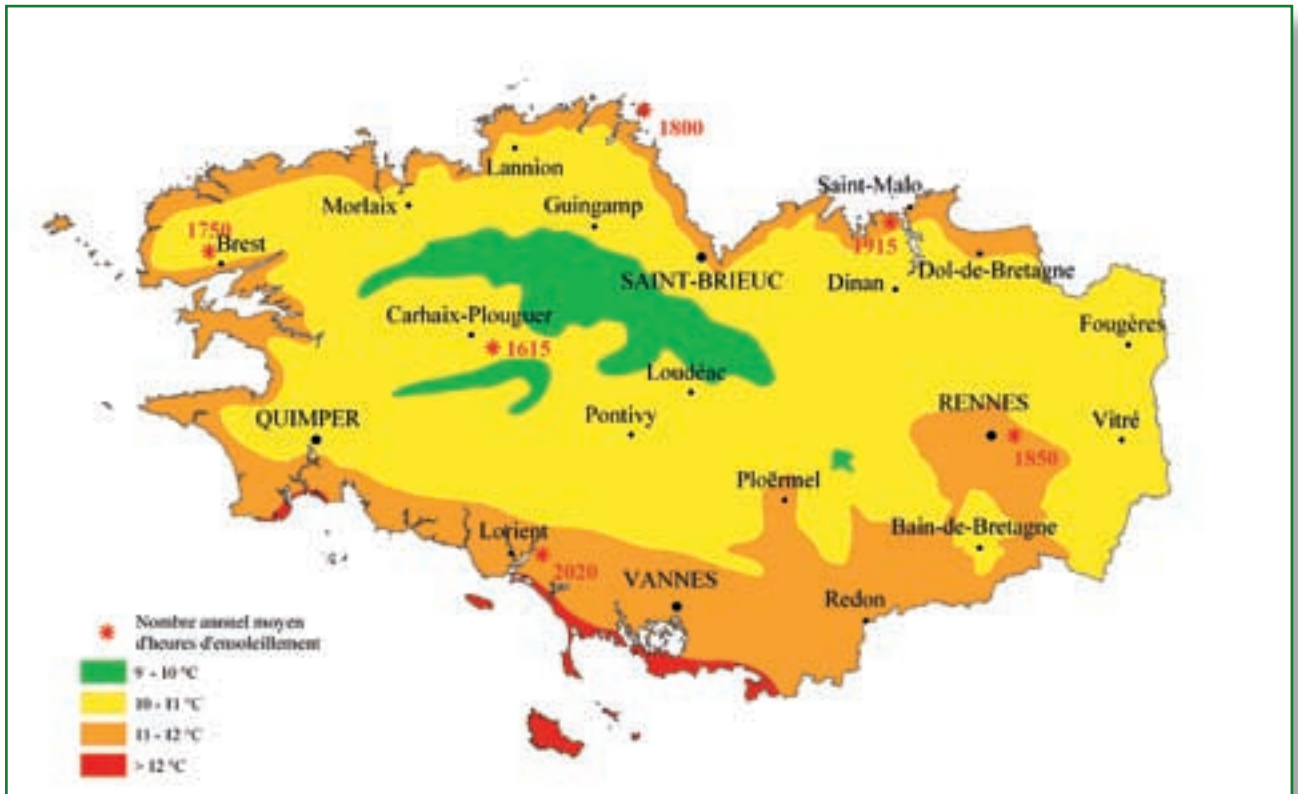 1800
Lannion
Saint-Malo
Morlaix
Guingamp
1750
Brest
1915
SAINT-BRIEUC
Dinan
Dol-de-Bretagne
Carhaix-Plouguer
Fougères
1615
Loudéac
QUIMPER
Pontivy
RENNES
Vitré
1850
Ploërmel
Lorient
Bain-de-Bretagne
2020
VANNES
Redon
Nombre annuel moyen
d'heures d'ensoleillement
9 - 10 °C
10 - 11 °C
11 - 12 °C
> 12 °C